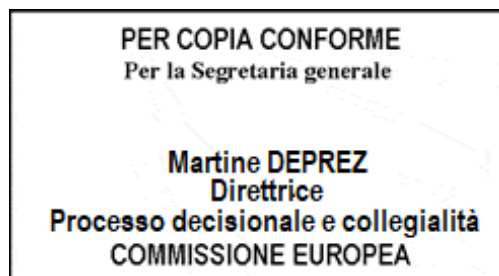 PER COPIA CONFORME
Per la Segretaria generale
Martine DEPREZ
Direttrice
Processo decisionale e collegialità
COMMISSIONE EUROPEA